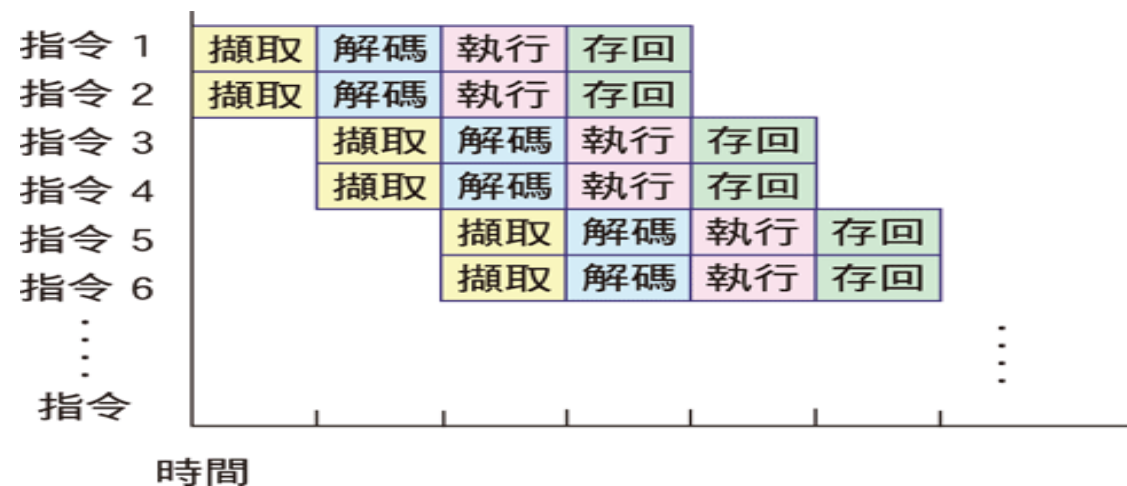 指令 1 擷取 解碼 執行 存回
指令 2 擷取 解碼 執行 存回
指令 3 擷取 解碼 執行 存回
指令 4 擷取 解碼 執行 存回
指令 5 擷取 解碼 執行 存回
指令 6 擷取 解碼 執行 存回
指令
時間